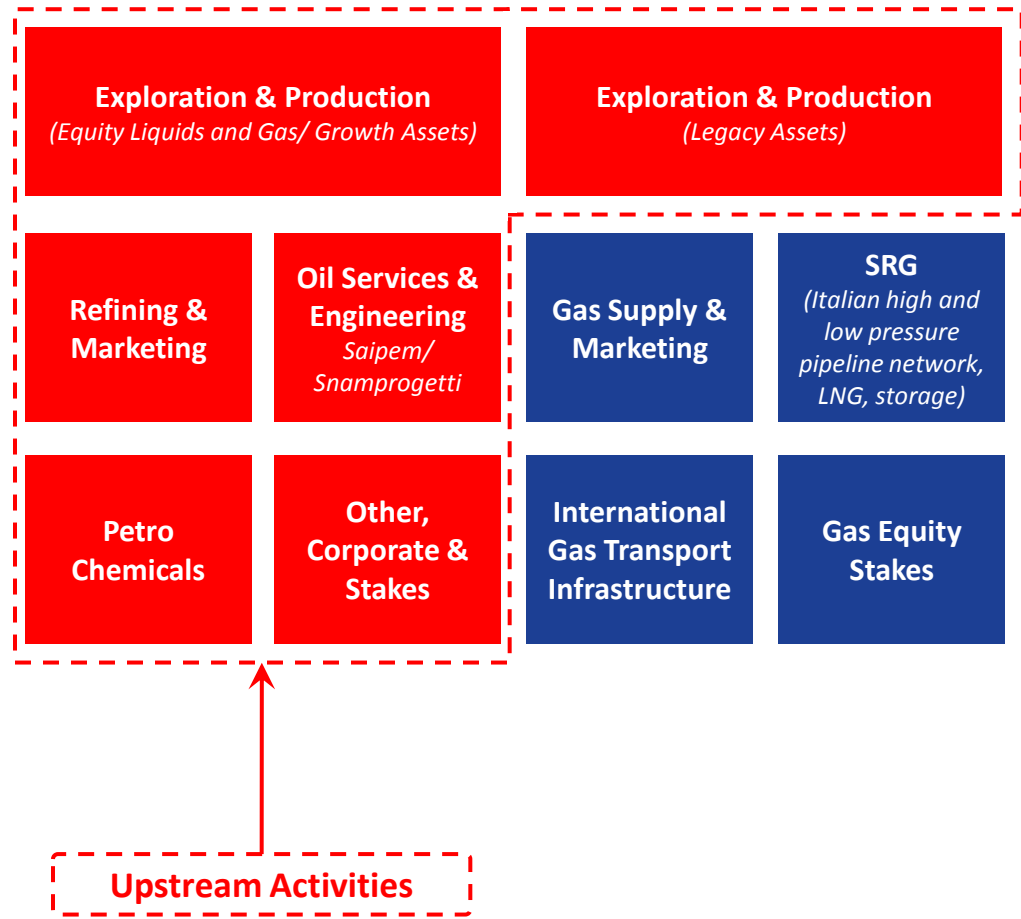 Exploration & Production
(Equity Liquids and Gas/ Growth Assets)
Exploration & Production
(Legacy Assets)
Refining &
Marketing
Oil Services &
Engineering
Saipem/
Snamprogetti
Gas Supply &
Marketing
SRG
(Italian high and
low pressure
pipeline network,
LNG, storage)
Petro
Chemicals
Other,
Corporate &
Stakes
International
Gas Transport
Infrastructure
Gas Equity
Stakes
Upstream Activities